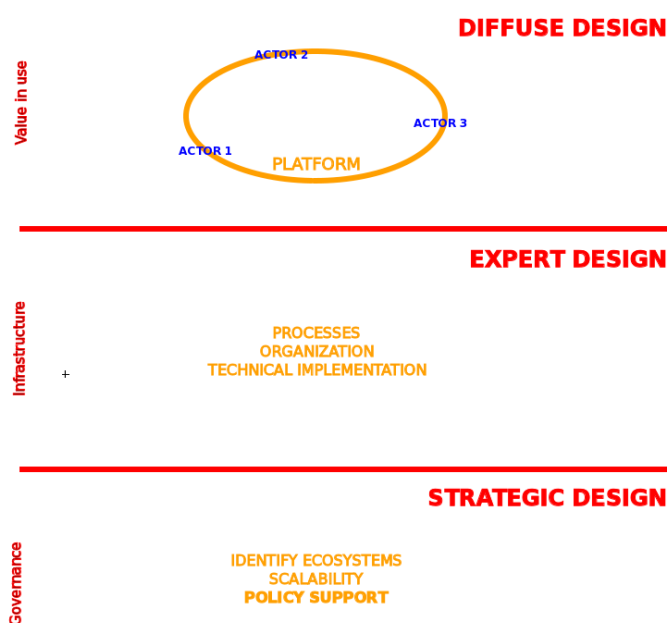 DIFFUSE DESIGN
Value in use
ACTOR 2
ACTOR 3
ACTOR 1
PLATFORM
EXPERT DESIGN
Infrastructure
PROCESSES
ORGANIZATION
TECHNICAL IMPLEMENTATION
+
STRATEGIC DESIGN
Governance
IDENTIFY ECOSYSTEMS
SCALABILITY
POLICY SUPPORT